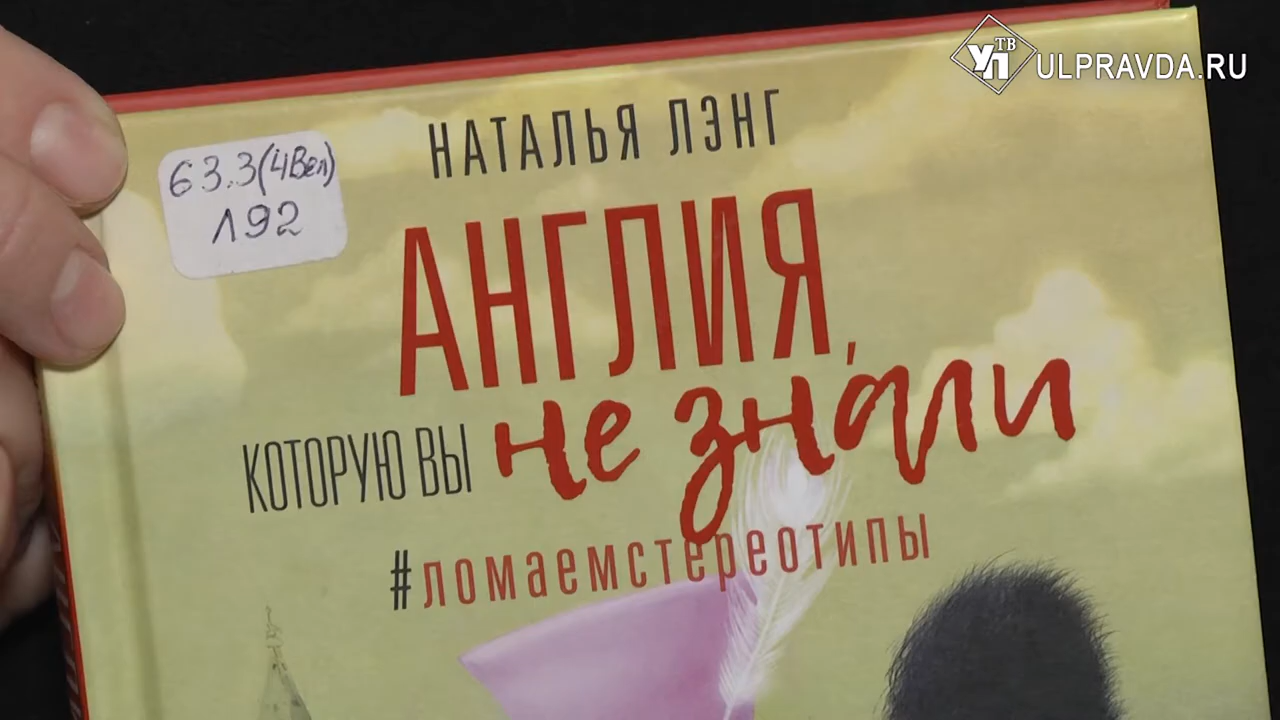 УП ТВ
ULPRAVDA.RU
63.3(4Вел)
Л92
НАТАЛЬЯ ЛЭНГ
АНГЛИЯ,
КОТОРУЮ ВЫ не знали
#ломаемстереотипы